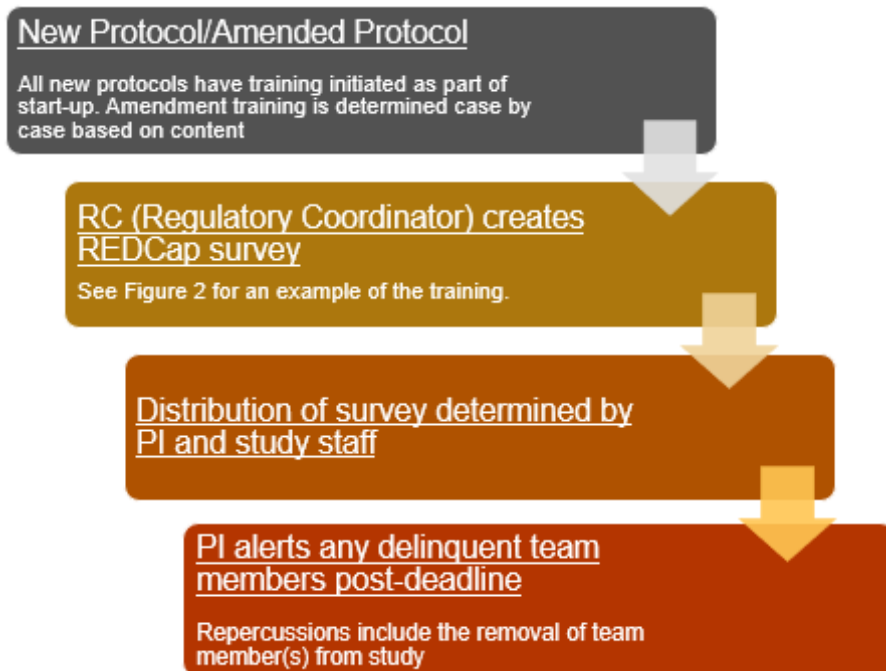 New Protocol/Amended Protocol
All new protocols have training initiated as part of
start-up. Amendment training is determined case by
case based on content
RC (Regulatory Coordinator) creates
REDCap survey
See Figure 2 for an example of the training.
Distribution of survey determined by
PI and study staff
PI alerts any delinquent team
members post-deadline
Repercussions include the removal of team
member(s) from study